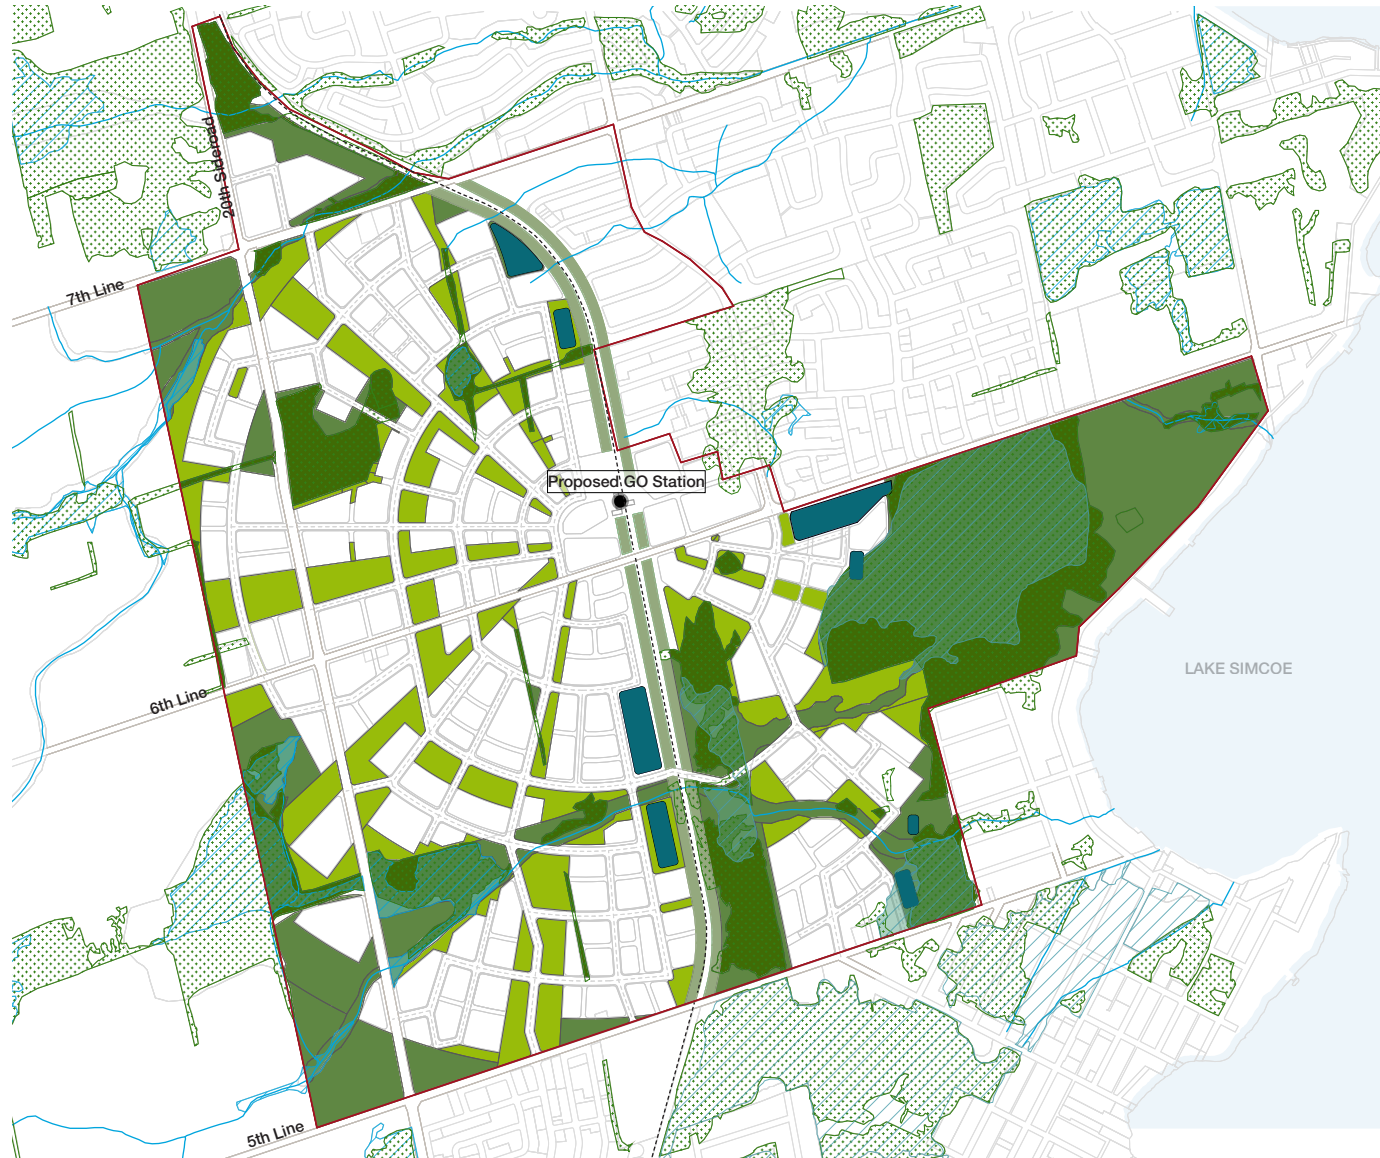 20th Sideroad
7th Line
Proposed GO Station
LAKE SIMCOE
6th Line
5th Line